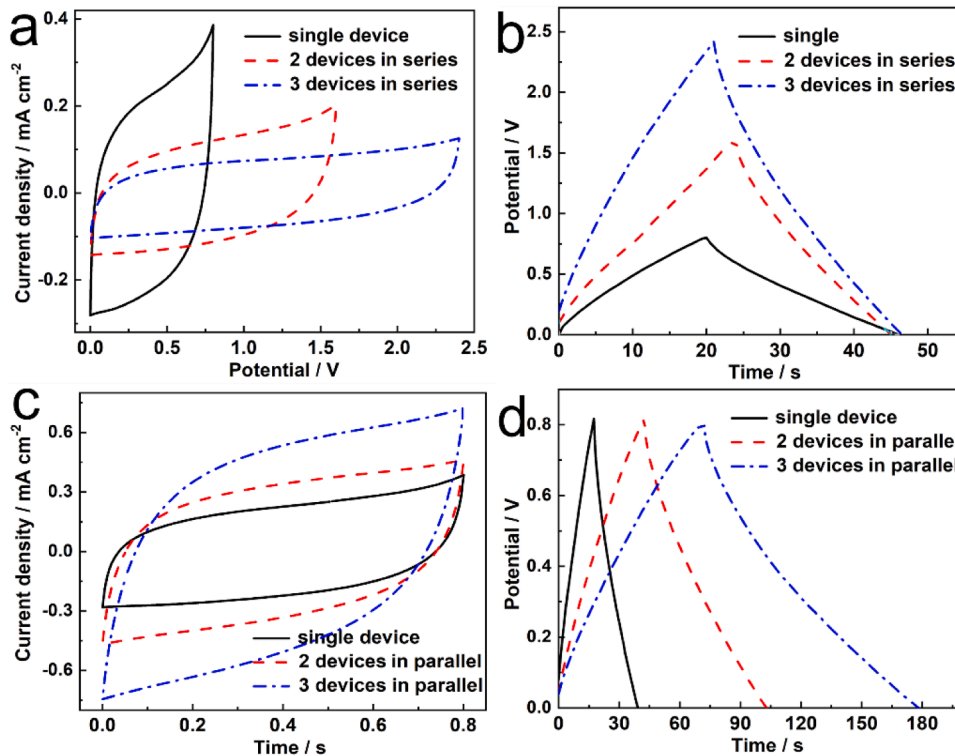 a
0.4
0.2
0.0
-0.2
Current density / mA cm⁻²
single device
2 devices in series
3 devices in series
0.0 0.5 1.0 1.5 2.0 2.5
Potential / V
b
2.5
2.0
1.5
1.0
0.5
0.0
Potential / V
single
2 devices in series
3 devices in series
0 10 20 30 40 50
Time / s
c
0.6
0.3
0.0
-0.3
-0.6
Current density / mA cm⁻²
single device
2 devices in parallel
3 devices in parallel
0.0 0.2 0.4 0.6 0.8
Time / s
d
0.8
0.6
0.4
0.2
0.0
Potential / V
single device
2 devices in parallel
3 devices in parallel
0 30 60 90 120 150 180
Time / s